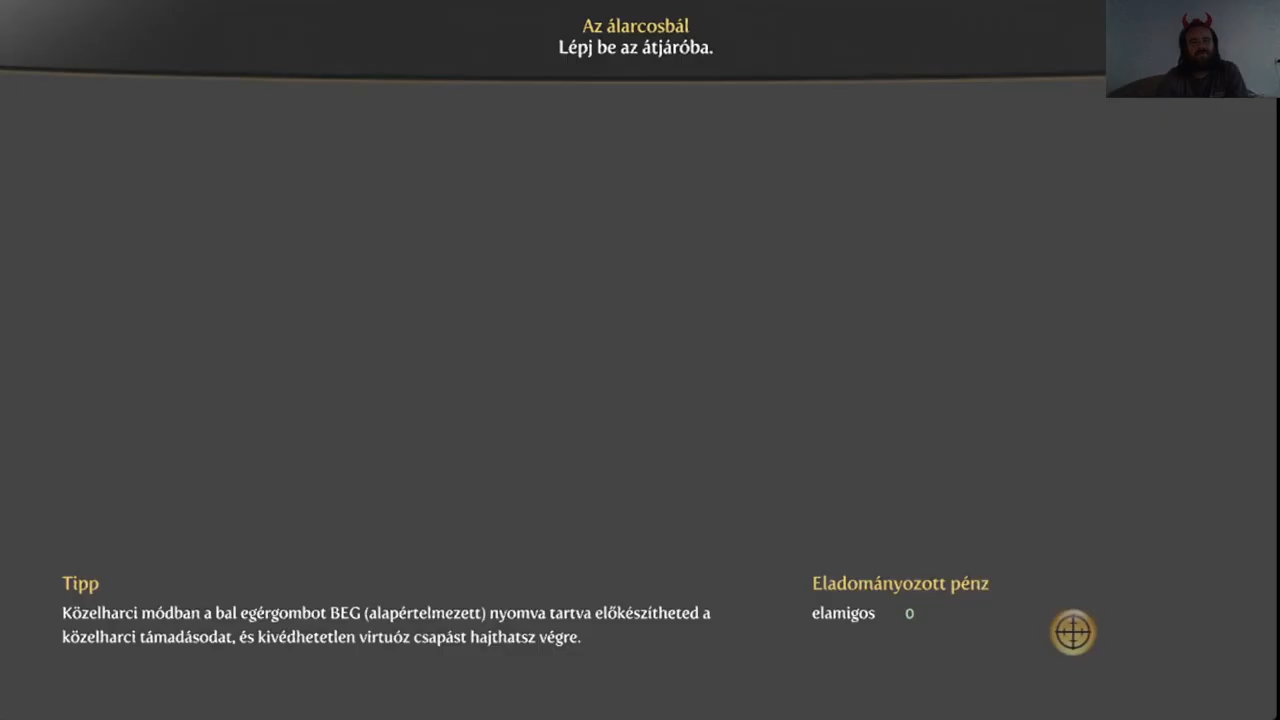 Az álarcosbál
Lépj be az átjáróba.
Tipp
Közelharci módban a bal egérgombot BEG (alapértelmezett) nyomva tartva előkészítheted a
közelharci támadásodat, és kivédhetetlen virtuóz csapást hajthatsz végre.
Eladományozott pénz
elamigos 0